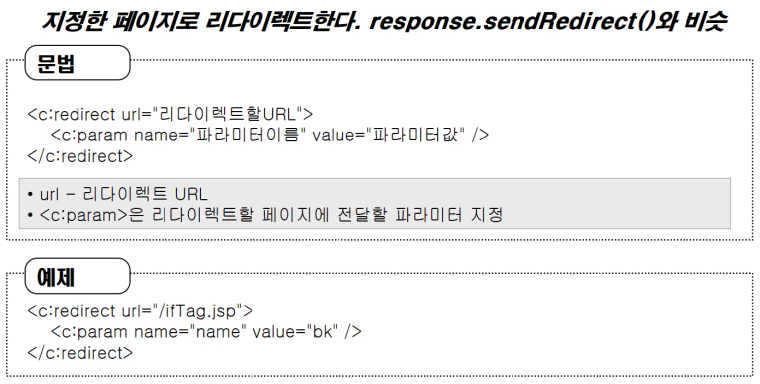 지정한 페이지로 리다이렉트한다. response.sendRedirect()와 비슷
문법
<c:redirect url="리다이렉트할URL">
<c:param name="파라미터이름" value="파라미터값" />
</c:redirect>
• url – 리다이렉트 URL
• <c:param>은 리다이렉트할 페이지에 전달할 파라미터 지정
예제
<c:redirect url="/ifTag.jsp">
<c:param name="name" value="bk" />
</c:redirect>